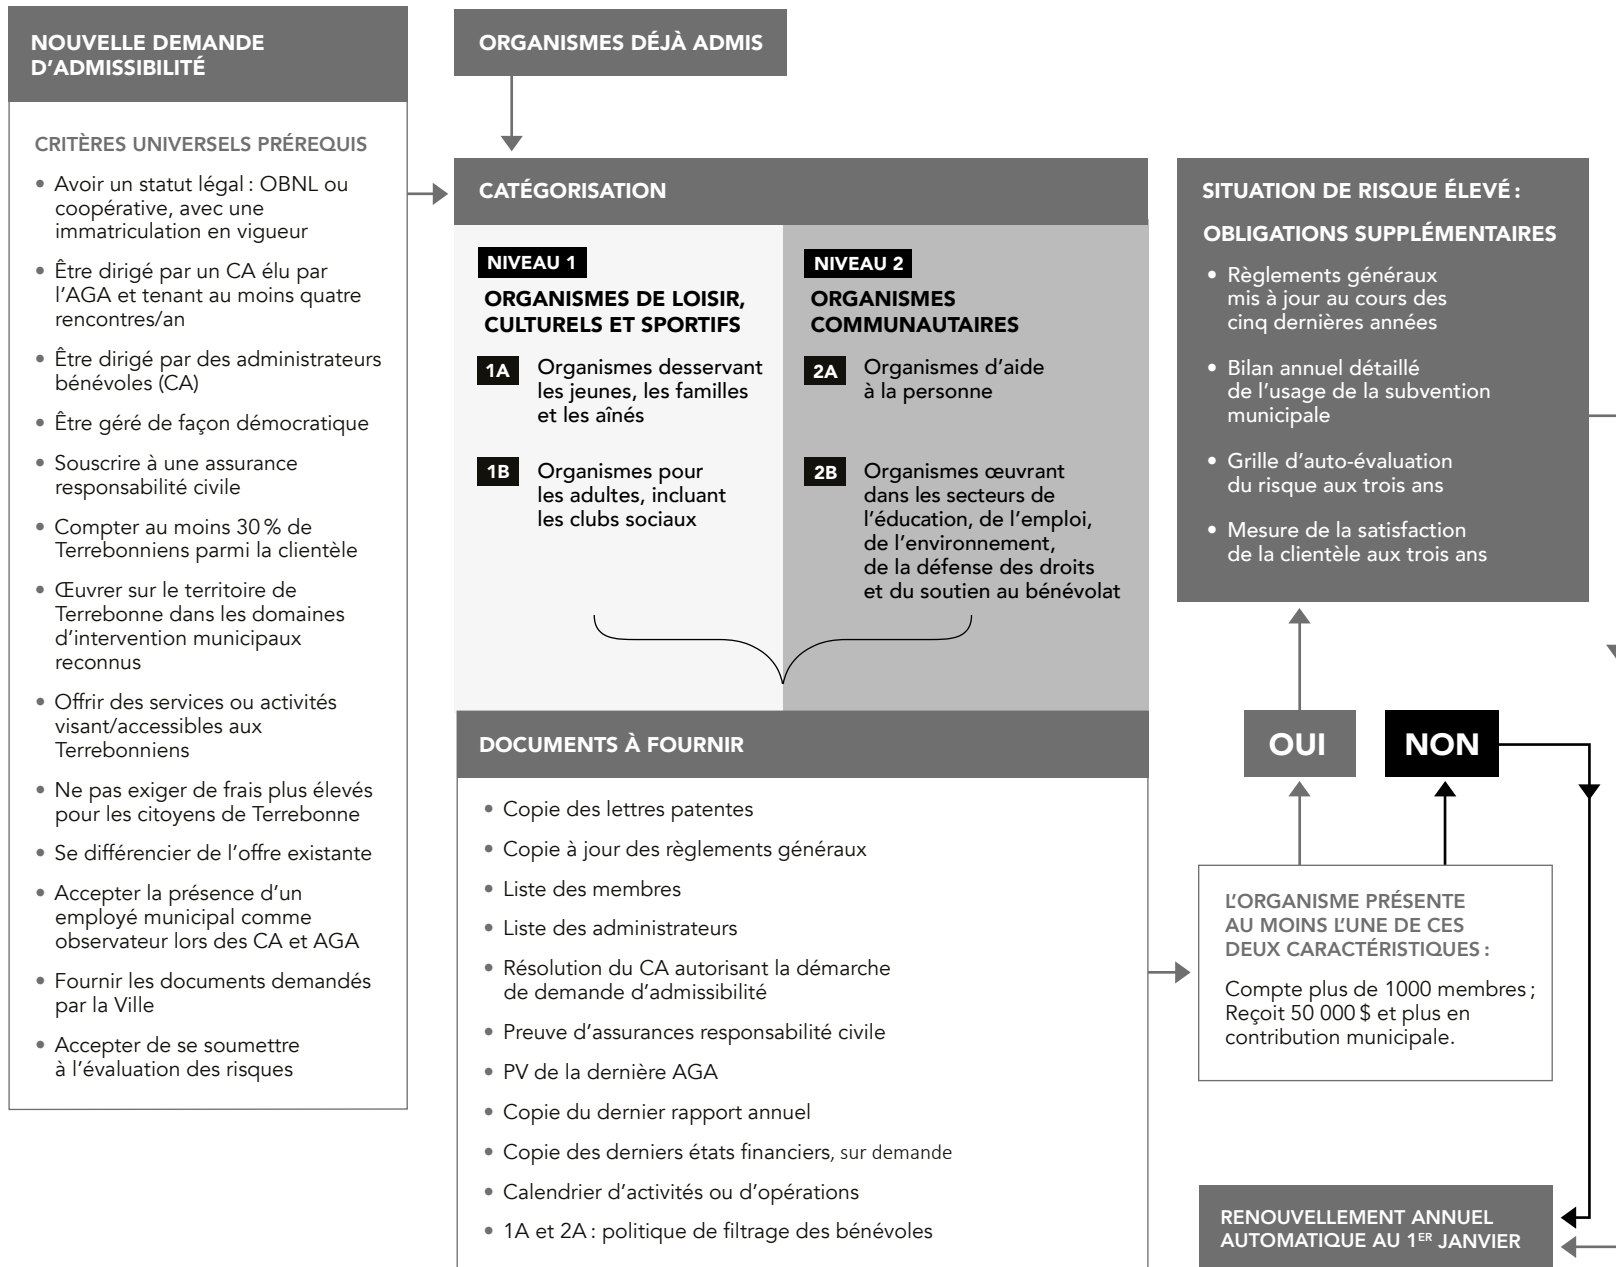 NOUVELLE DEMANDE
D’ADMISSIBILITÉ
CRITÈRES UNIVERSELS PRÉREQUIS
• Avoir un statut légal : OBNL ou
coopérative, avec une
immatriculation en vigueur
• Être dirigé par un CA élu par
l’AGA et tenant au moins quatre
rencontres/an
• Être dirigé par des administrateurs
bénévoles (CA)
• Être géré de façon démocratique
• Souscrire à une assurance
responsabilité civile
• Compter au moins 30 % de
Terrebonniens parmi la clientèle
• Œuvrer sur le territoire de
Terrebonne dans les domaines
d’intervention municipaux
reconnus
• Offrir des services ou activités
visant/accessibles aux
Terrebonniens
• Ne pas exiger de frais plus élevés
pour les citoyens de Terrebonne
• Se différencier de l’offre existante
• Accepter la présence d’un
employé municipal comme
observateur lors des CA et AGA
• Fournir les documents demandés
par la Ville
• Accepter de se soumettre
à l’évaluation des risques
ORGANISMES DÉJÀ ADMIS
CATÉGORISATION
NIVEAU 1
ORGANISMES DE LOISIR,
CULTURELS ET SPORTIFS
1A Organismes desservant
les jeunes, les familles
et les aînés
1B Organismes pour
les adultes, incluant
les clubs sociaux
NIVEAU 2
ORGANISMES
COMMUNAUTAIRES
2A Organismes d’aide
à la personne
2B Organismes œuvrant
dans les secteurs de
l’éducation, de l’emploi,
de l’environnement,
de la défense des droits
et du soutien au bénévolat
DOCUMENTS À FOURNIR
• Copie des lettres patentes
• Copie à jour des règlements généraux
• Liste des membres
• Liste des administrateurs
• Résolution du CA autorisant la démarche
de demande d’admissibilité
• Preuve d’assurances responsabilité civile
• PV de la dernière AGA
• Copie du dernier rapport annuel
• Copie des derniers états financiers, sur demande
• Calendrier d’activités ou d’opérations
• 1A et 2A : politique de filtrage des bénévoles
SITUATION DE RISQUE ÉLEVÉ :
OBLIGATIONS SUPPLÉMENTAIRES
• Règlements généraux
mis à jour au cours des
cinq dernières années
• Bilan annuel détaillé
de l’usage de la subvention
municipale
• Grille d’auto-évaluation
du risque aux trois ans
• Mesure de la satisfaction
de la clientèle aux trois ans
OUI
NON
L’ORGANISME PRÉSENTE
AU MOINS L’UNE DE CES
DEUX CARACTÉRISTIQUES :
Compte plus de 1000 membres ;
Reçoit 50 000 $ et plus en
contribution municipale.
RENOUVELLEMENT ANNUEL
AUTOMATIQUE AU 1ER JANVIER